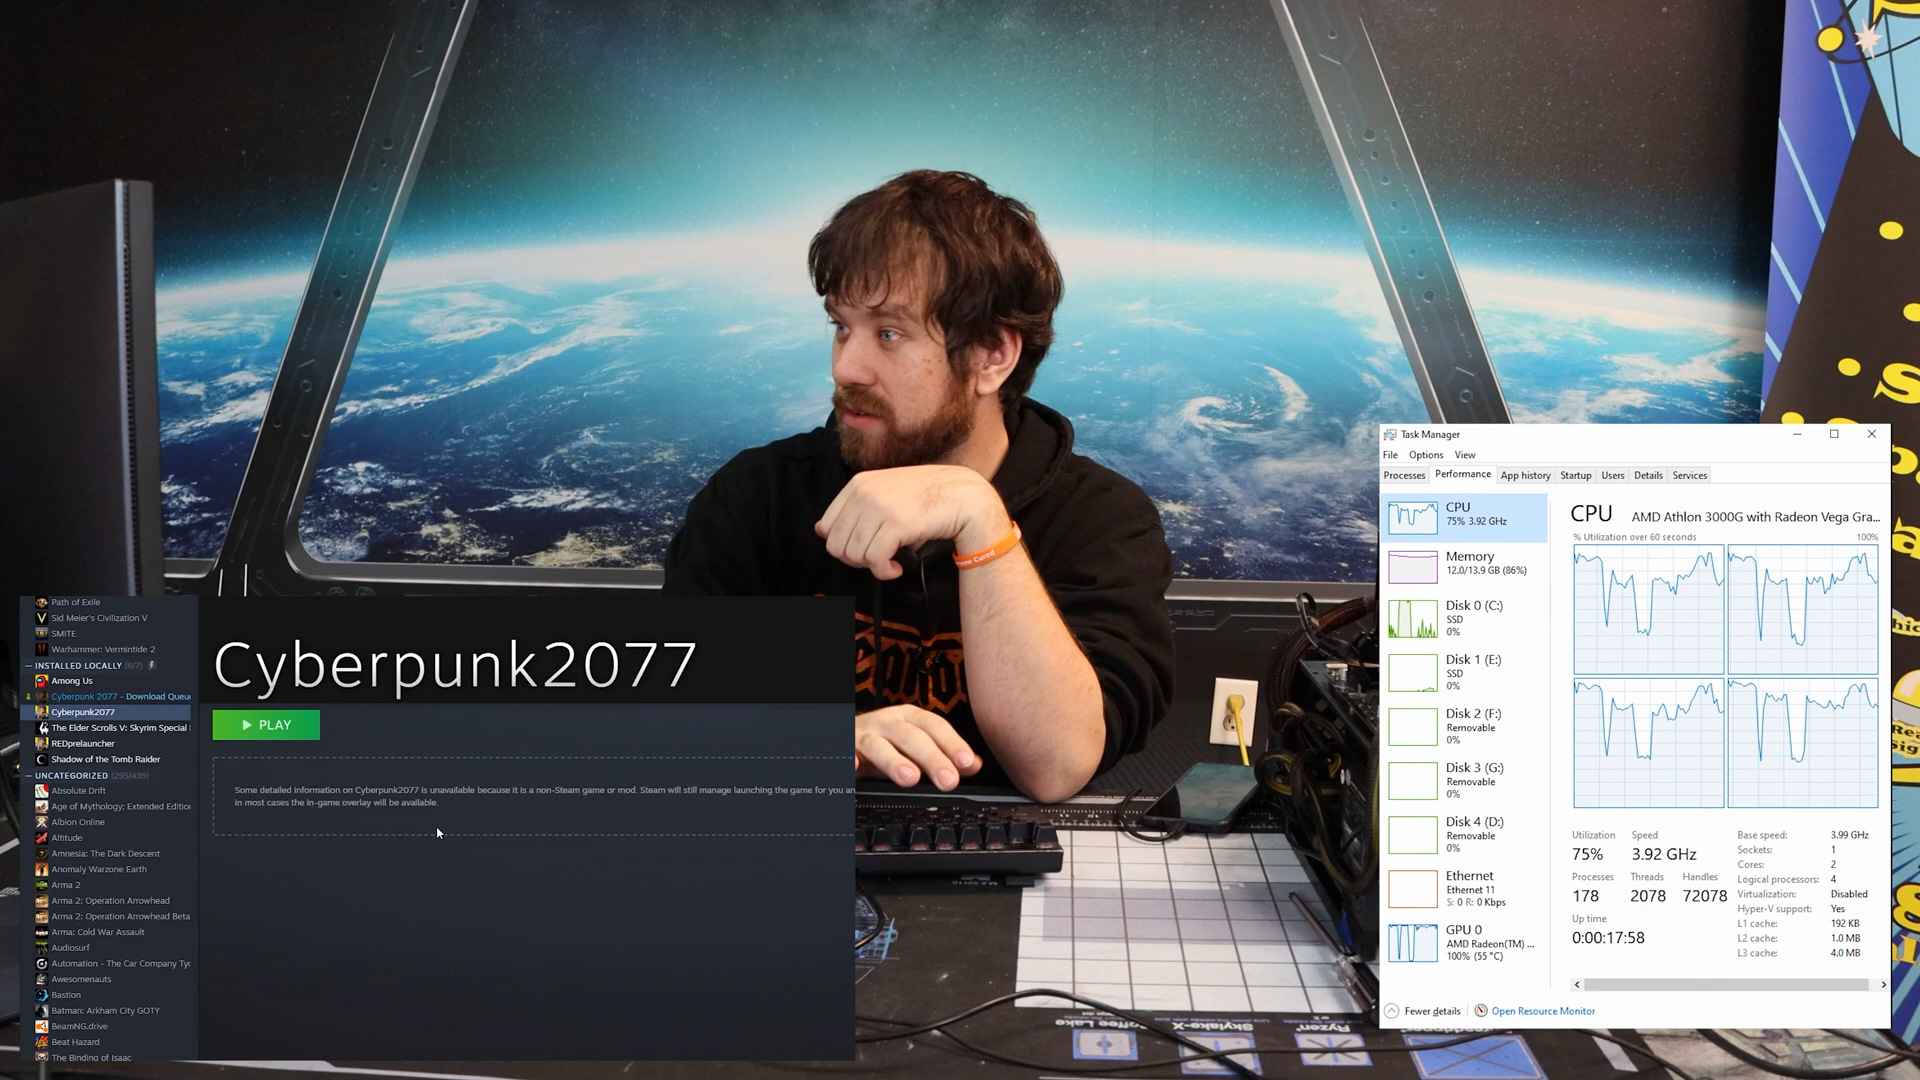 Path of Exile
Sid Meier's Civilization V
SMITE
Warhammer: Vermintide 2
— INSTALLED LOCALLY (6/7)
Among Us
Cyberpunk 2077 - Download Queu
Cyberpunk2077
The Elder Scrolls V: Skyrim Special
REDprelauncher
Shadow of the Tomb Raider
— UNCATEGORIZED (295/439)
Absolute Drift
Age of Mythology: Extended Edition
Albion Online
Altitude
Amnesia: The Dark Descent
Anomaly Warzone Earth
Arma 2
Arma 2: Operation Arrowhead
Arma 2: Operation Arrowhead Beta
Arma: Cold War Assault
Audiosurf
Automation - The Car Company Tyc
Awesomenauts
Bastion
Batman: Arkham City GOTY
BeamNG.drive
Beat Hazard
The Binding of Isaac
Cyberpunk2077
PLAY
Some detailed information on Cyberpunk2077 is unavailable because it is a non-Steam game or mod. Steam will still manage launching the game for you an
in most cases the in-game overlay will be available.
ome Cured
Coffee Lake
Skylake-X
Ryzen
Task Manager
File Options View
Processes Performance App history Startup Users Details Services
CPU
75% 3.92 GHz
Memory
12.0/13.9 GB (86%)
Disk 0 (C:)
SSD
0%
Disk 1 (E:)
SSD
0%
Disk 2 (F:)
Removable
0%
Disk 3 (G:)
Removable
0%
Disk 4 (D:)
Removable
0%
Ethernet
Ethernet 11
S: 0 R: 0 Kbps
GPU 0
AMD Radeon(TM) ...
100% (55 °C)
CPU AMD Athlon 3000G with Radeon Vega Gra...
% Utilization over 60 seconds 100%
Utilization Speed
75% 3.92 GHz
Processes Threads Handles
178 2078 72078
Up time
0:00:17:58
Base speed: 3.99 GHz
Sockets: 1
Cores: 2
Logical processors: 4
Virtualization: Disabled
Hyper-V support: Yes
L1 cache: 192 KB
L2 cache: 1.0 MB
L3 cache: 4.0 MB
Fewer details Open Resource Monitor